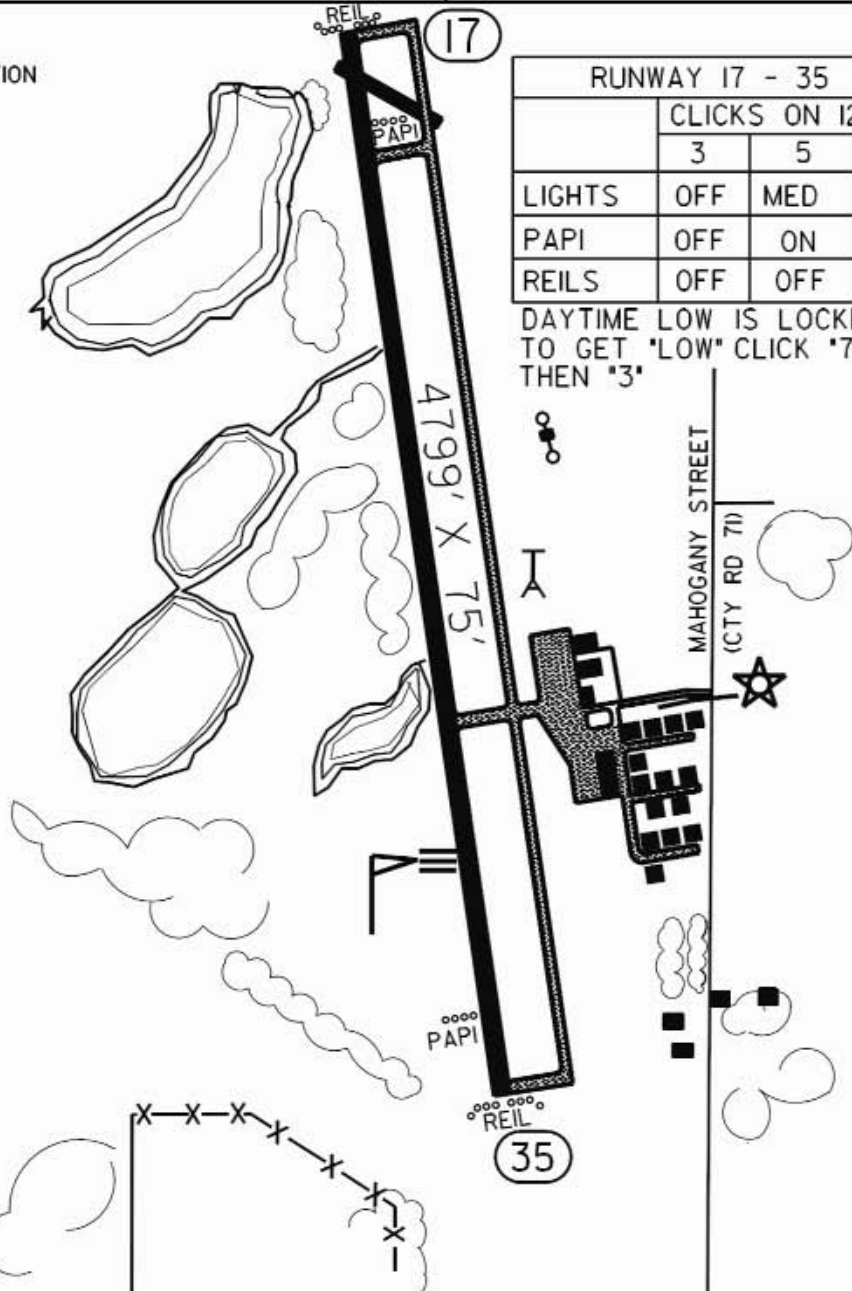 REIL
17
PAPI
RUNWAY 17 - 35
CLICKS ON
3 5
LIGHTS OFF MED
PAPI OFF ON
REILS OFF OFF
DAYTIME LOW IS
TO GET "LOW" CLICK "7
THEN "3"
4799' X 75'
MAHOGANY STREET
(CTY RD 71)
PAPI
REIL
35